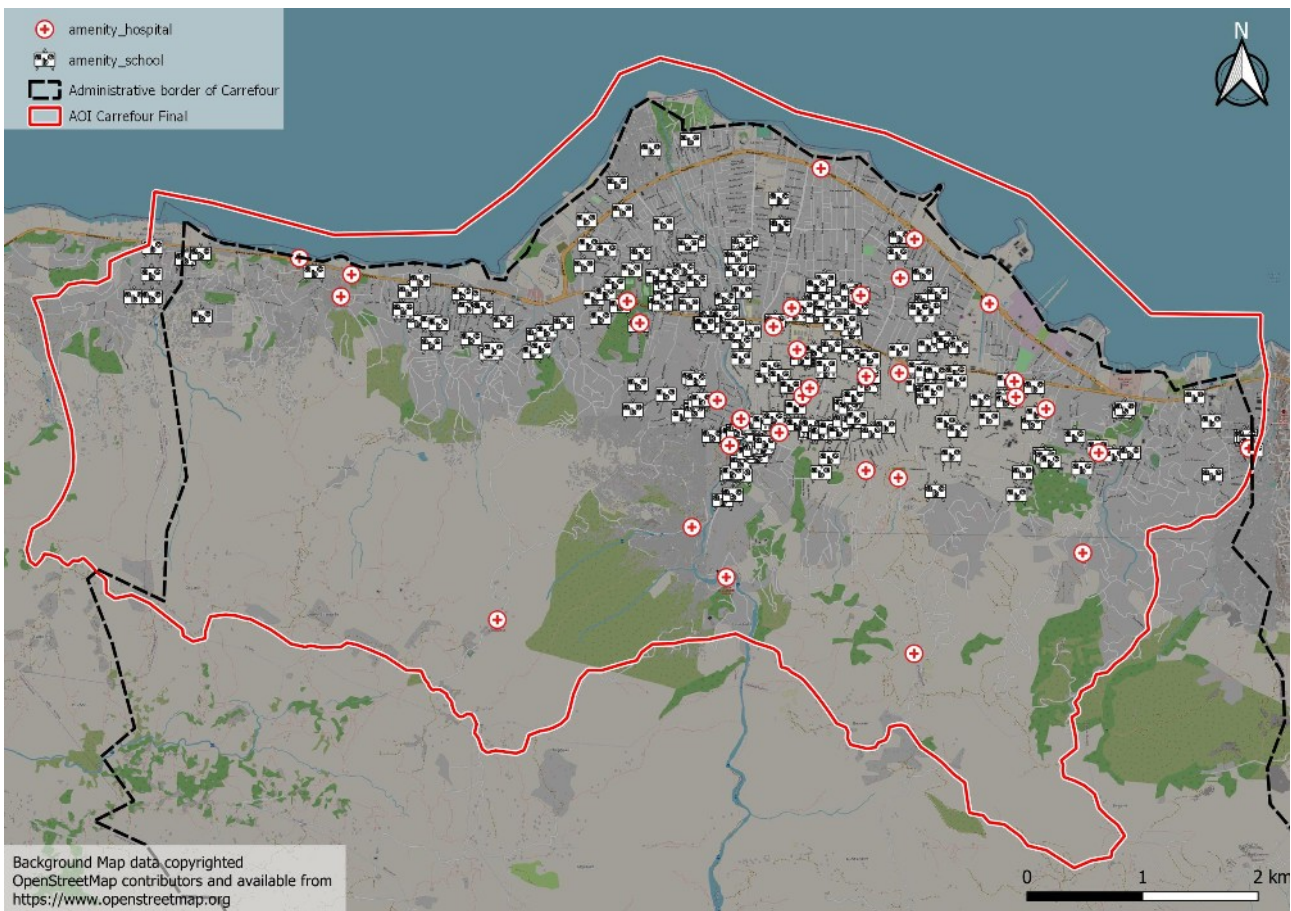 amenity_hospital
amenity_school
Administrative border of Carrefour
AOI Carrefour Final
N
Background Map data copyrighted
OpenStreetMap contributors and available from
https://www.openstreetmap.org
0 1 2 km